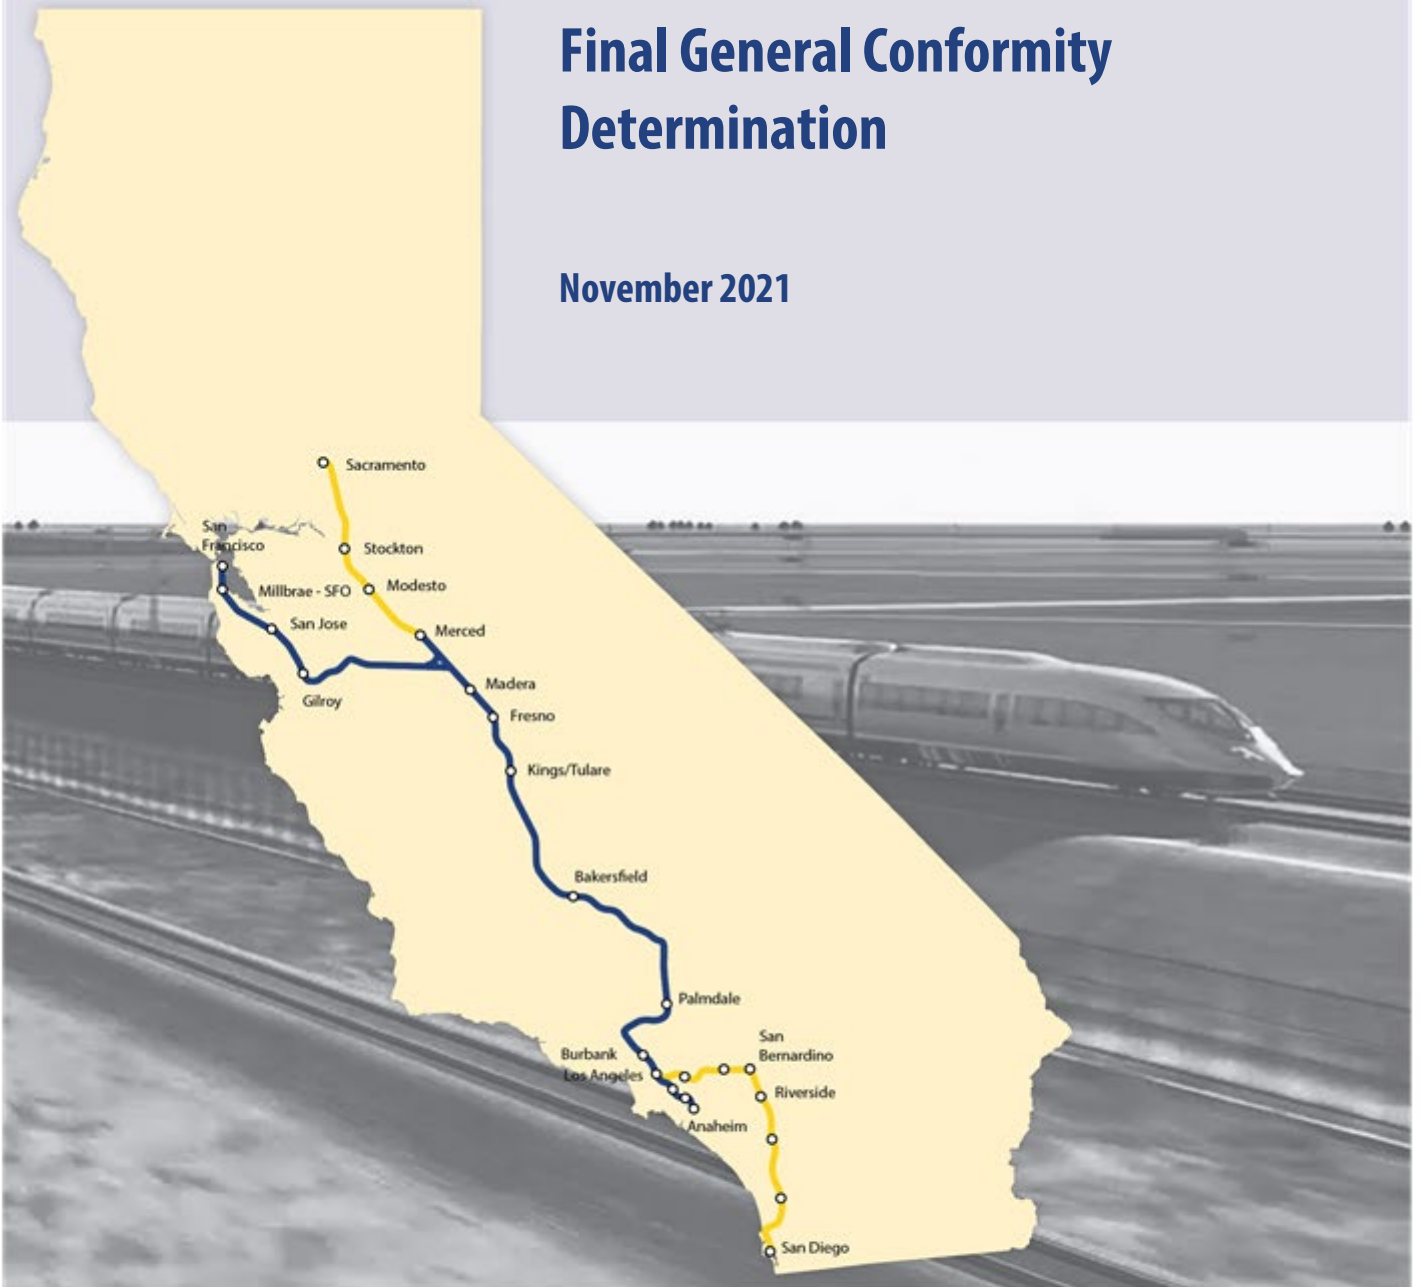 Final General Conformity
Determination
November 2021
Sacramento
San
Francisco
Stockton
Millbrae - SFO
Modesto
San Jose
Merced
Gilroy
Madera
Fresno
Kings/Tulare
Bakersfield
Palmdale
San
Bernardino
Burbank
Los Angeles
Riverside
Anaheim
San Diego